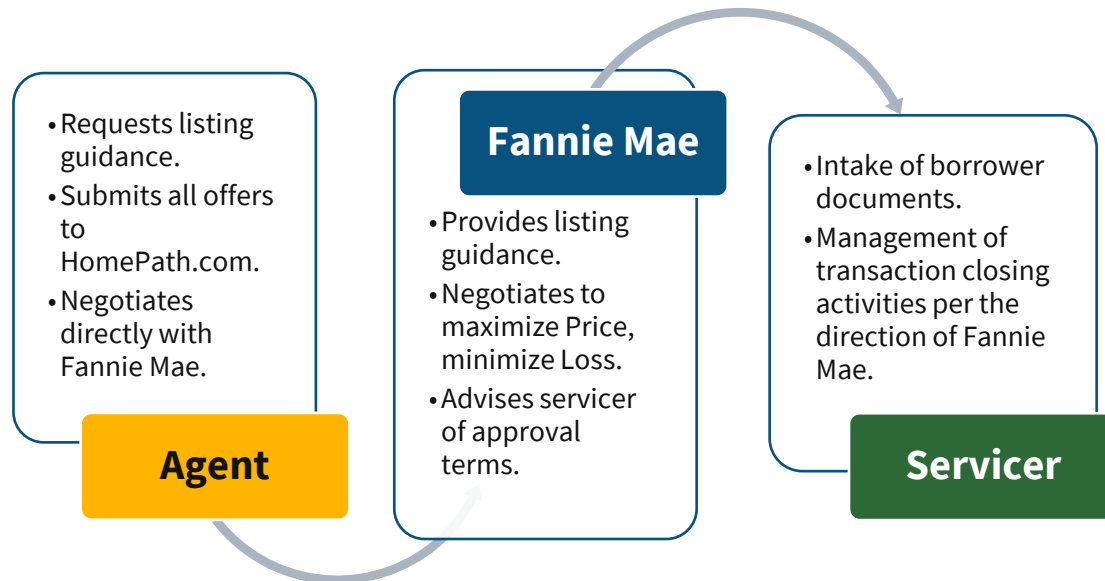 • Requests listing
guidance.
• Submits all offers
to
HomePath.com.
• Negotiates
directly with
Fannie Mae.
Agent
Fannie Mae
• Provides listing
guidance.
• Negotiates to
maximize Price,
minimize Loss.
• Advises servicer
of approval
terms.
• Intake of borrower
documents.
• Management of
transaction closing
activities per the
direction of Fannie
Mae.
Servicer